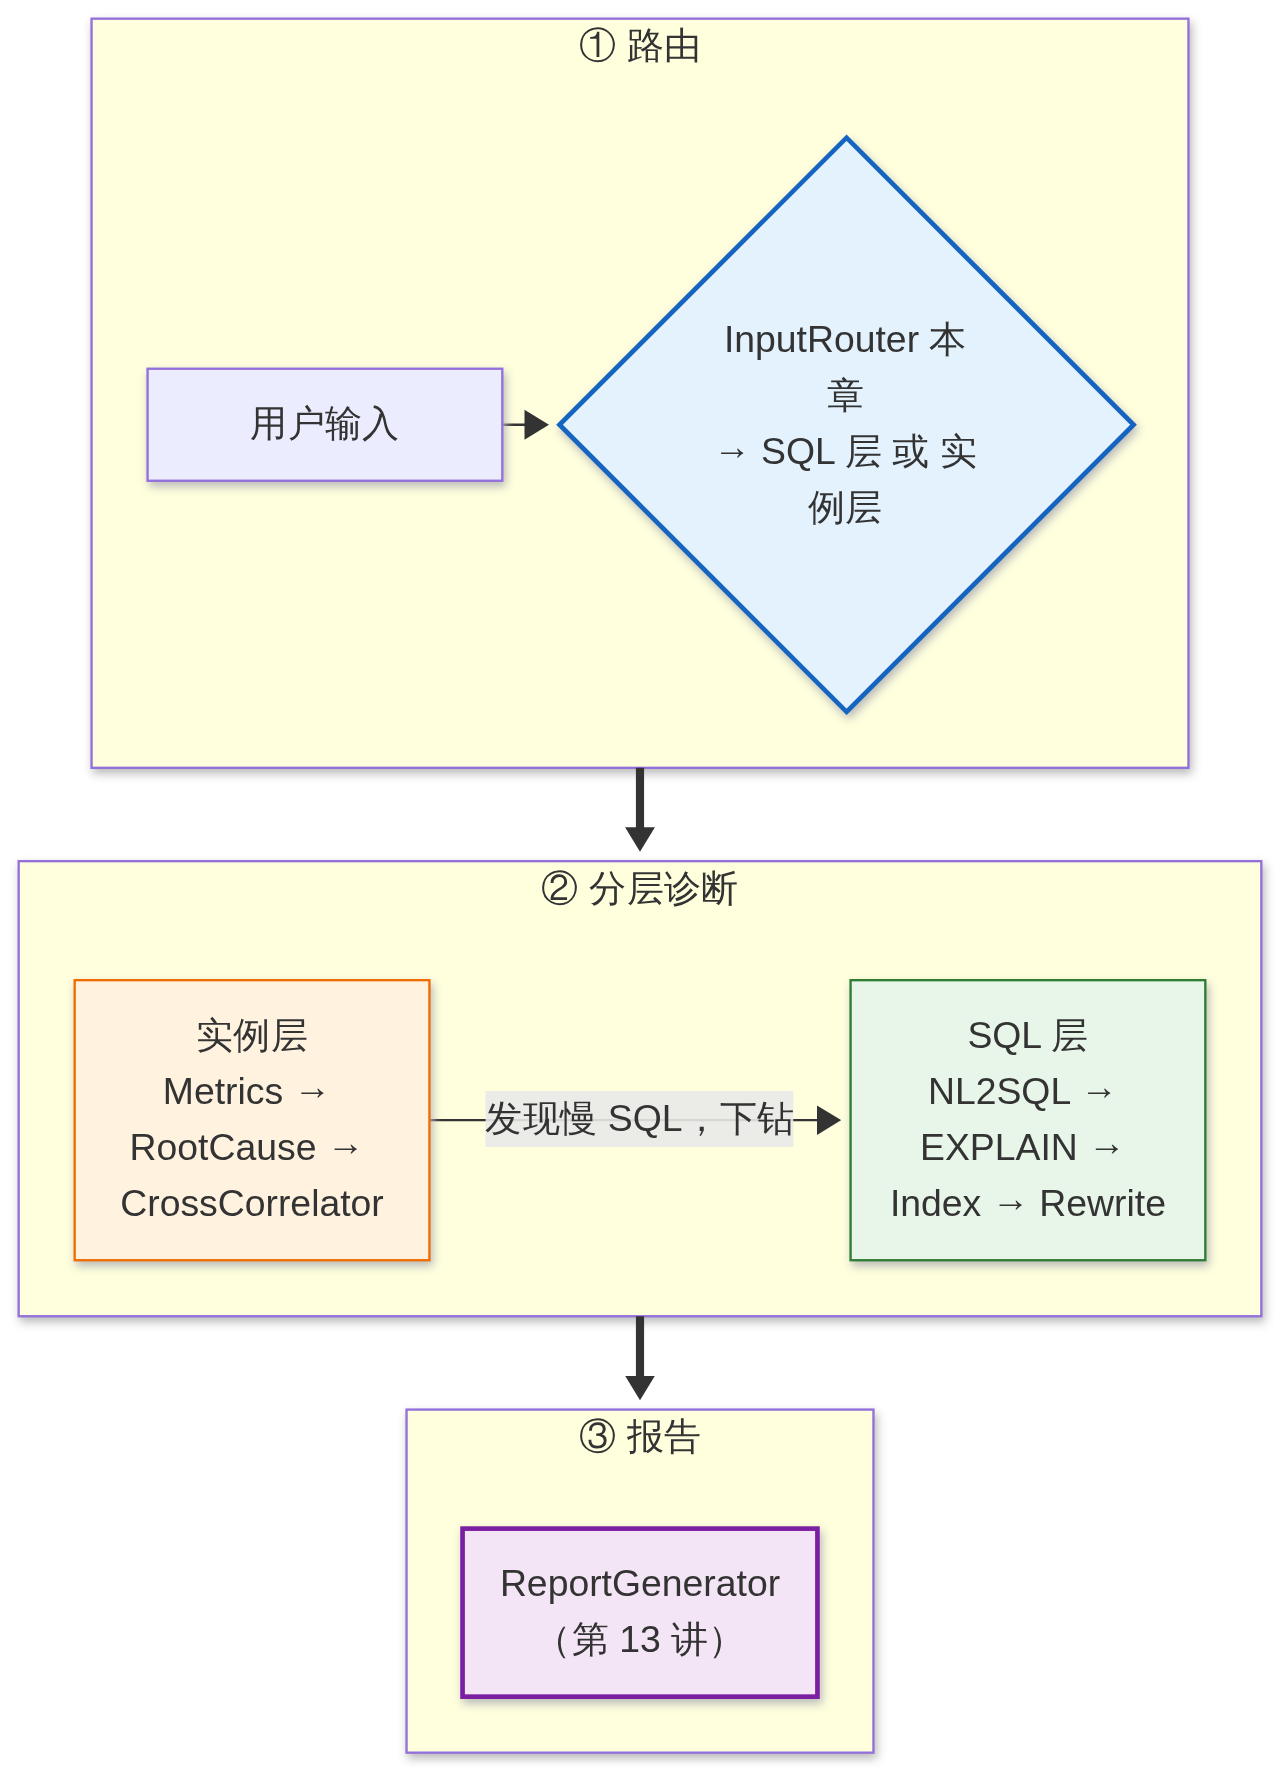 ① 路由
用户输入
InputRouter 本
章
→ SQL 层 或 实
例层
② 分层诊断
实例层
Metrics →
RootCause →
CrossCorrelator
发现慢 SQL，下钻
SQL 层
NL2SQL →
EXPLAIN →
Index → Rewrite
③ 报告
ReportGenerator
（第 13 讲）